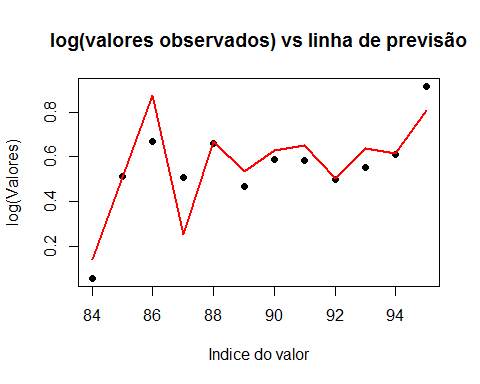 log(valores observados) vs linha de previsão
log(Valores)
0.8
0.6
0.4
0.2
84 86 88 90 92 94
Indice do valor